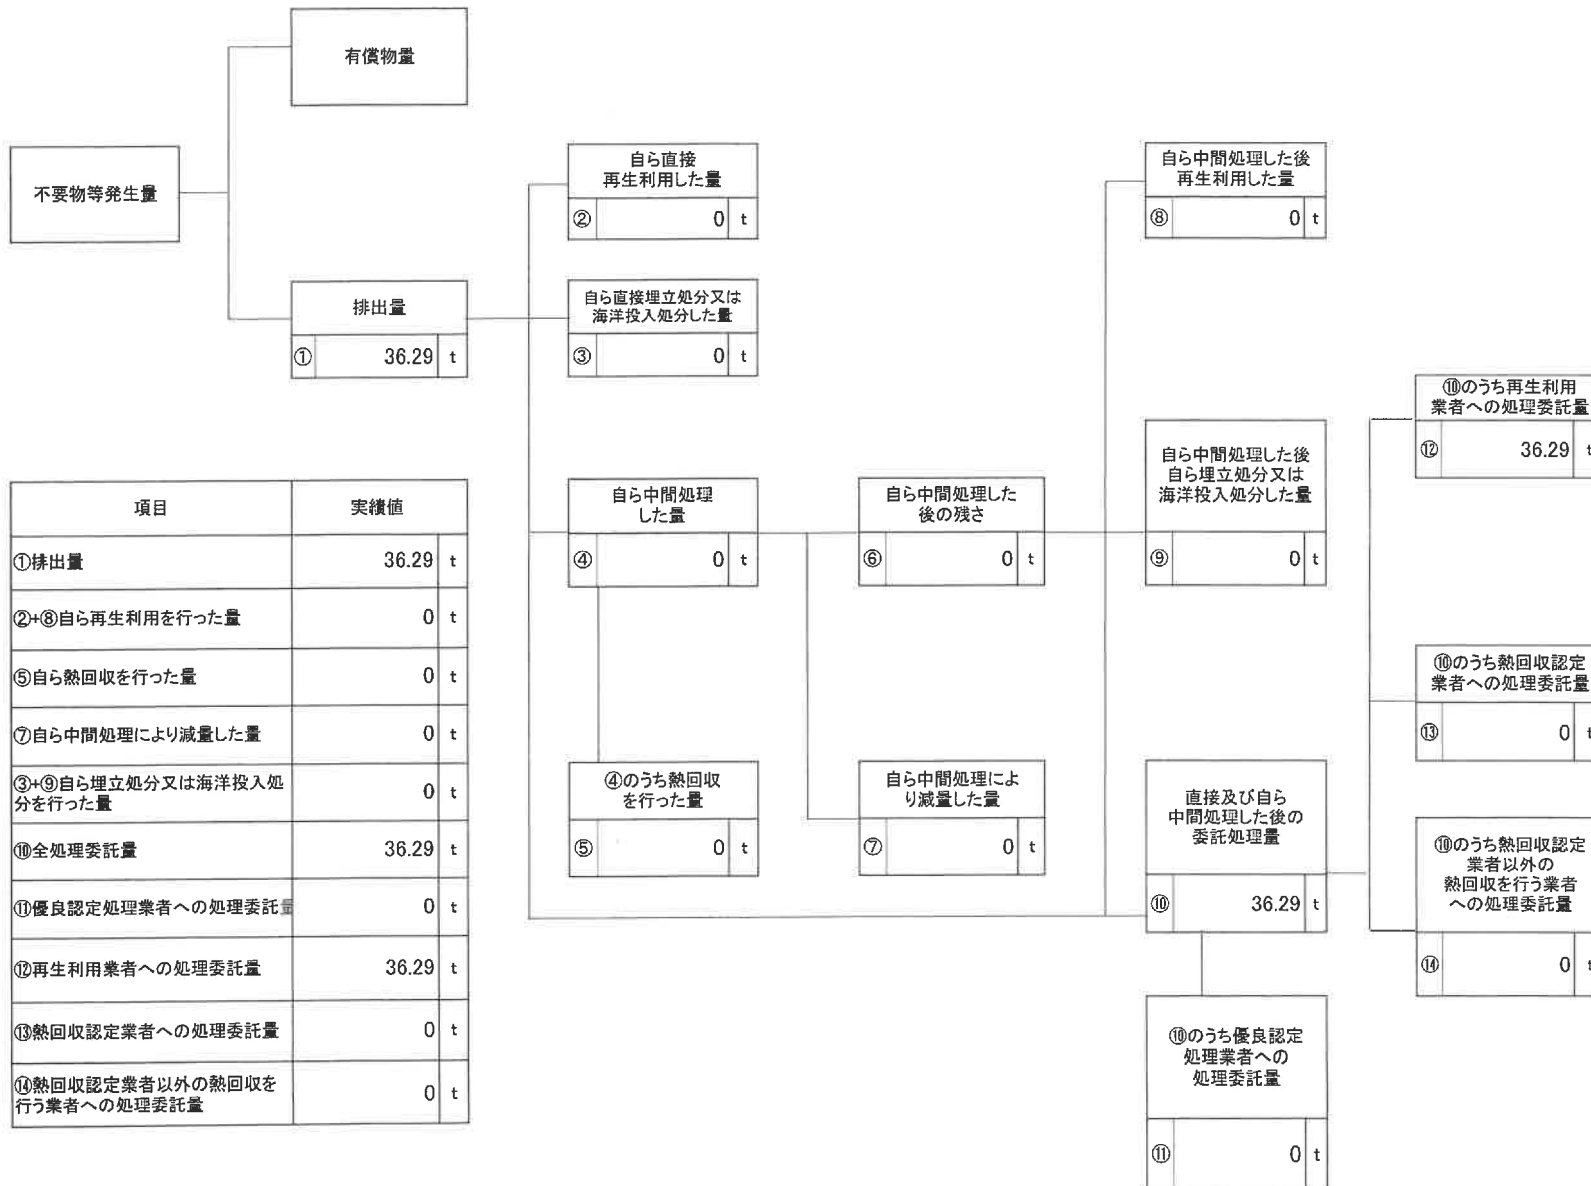 有償物量
不要物等発生量
排出量
① 36.29 t
自ら直接
再生利用した量
② 0 t
自ら直接埋立処分又は
海洋投入処分した量
③ 0 t
自ら中間処理した後
再生利用した量
⑧ 0 t
⑩のうち再生利用
業者への処理委託量
⑫ 36.29 t
自ら中間処理
した量
④ 0 t
自ら中間処理した
後の残さ
⑥ 0 t
自ら中間処理した後
自ら埋立処分又は
海洋投入処分した量
⑨ 0 t
⑩のうち熱回収認定
業者への処理委託量
⑬ 0 t
④のうち熱回収
を行った量
⑤ 0 t
自ら中間処理によ
り減量した量
⑦ 0 t
直接及び自ら
中間処理した後の
委託処理量
⑩ 36.29 t
⑩のうち熱回収認定
業者以外の
熱回収を行う業者
への処理委託量
⑭ 0 t
⑩のうち優良認定
処理業者への
処理委託量
⑪ 0 t
項目 実績値
①排出量 36.29 t
②+⑧自ら再生利用を行った量 0 t
⑤自ら熱回収を行った量 0 t
⑦自ら中間処理により減量した量 0 t
③+⑨自ら埋立処分又は海洋投入処
分を行った量 0 t
⑩全処理委託量 36.29 t
⑪優良認定処理業者への処理委託量 0 t
⑫再生利用業者への処理委託量 36.29 t
⑬熱回収認定業者への処理委託量 0 t
⑭熱回収認定業者以外の熱回収を
行う業者への処理委託量 0 t